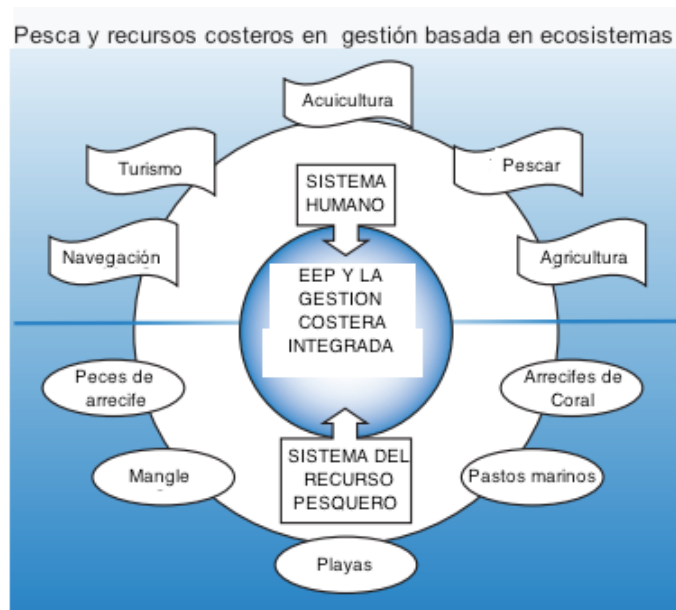 Pesca y recursos costeros en gestión basada en ecosistemas
Acuicultura
Turismo
Pescar
SISTEMA
HUMANO
Navegación
Agricultura
EEP Y LA
GESTION
COSTERA
INTEGRADA
Peces de
arrecife
Arrecifes de
Coral
SISTEMA DEL
RECURSO
PESQUERO
Mangle
Pastos marinos
Playas